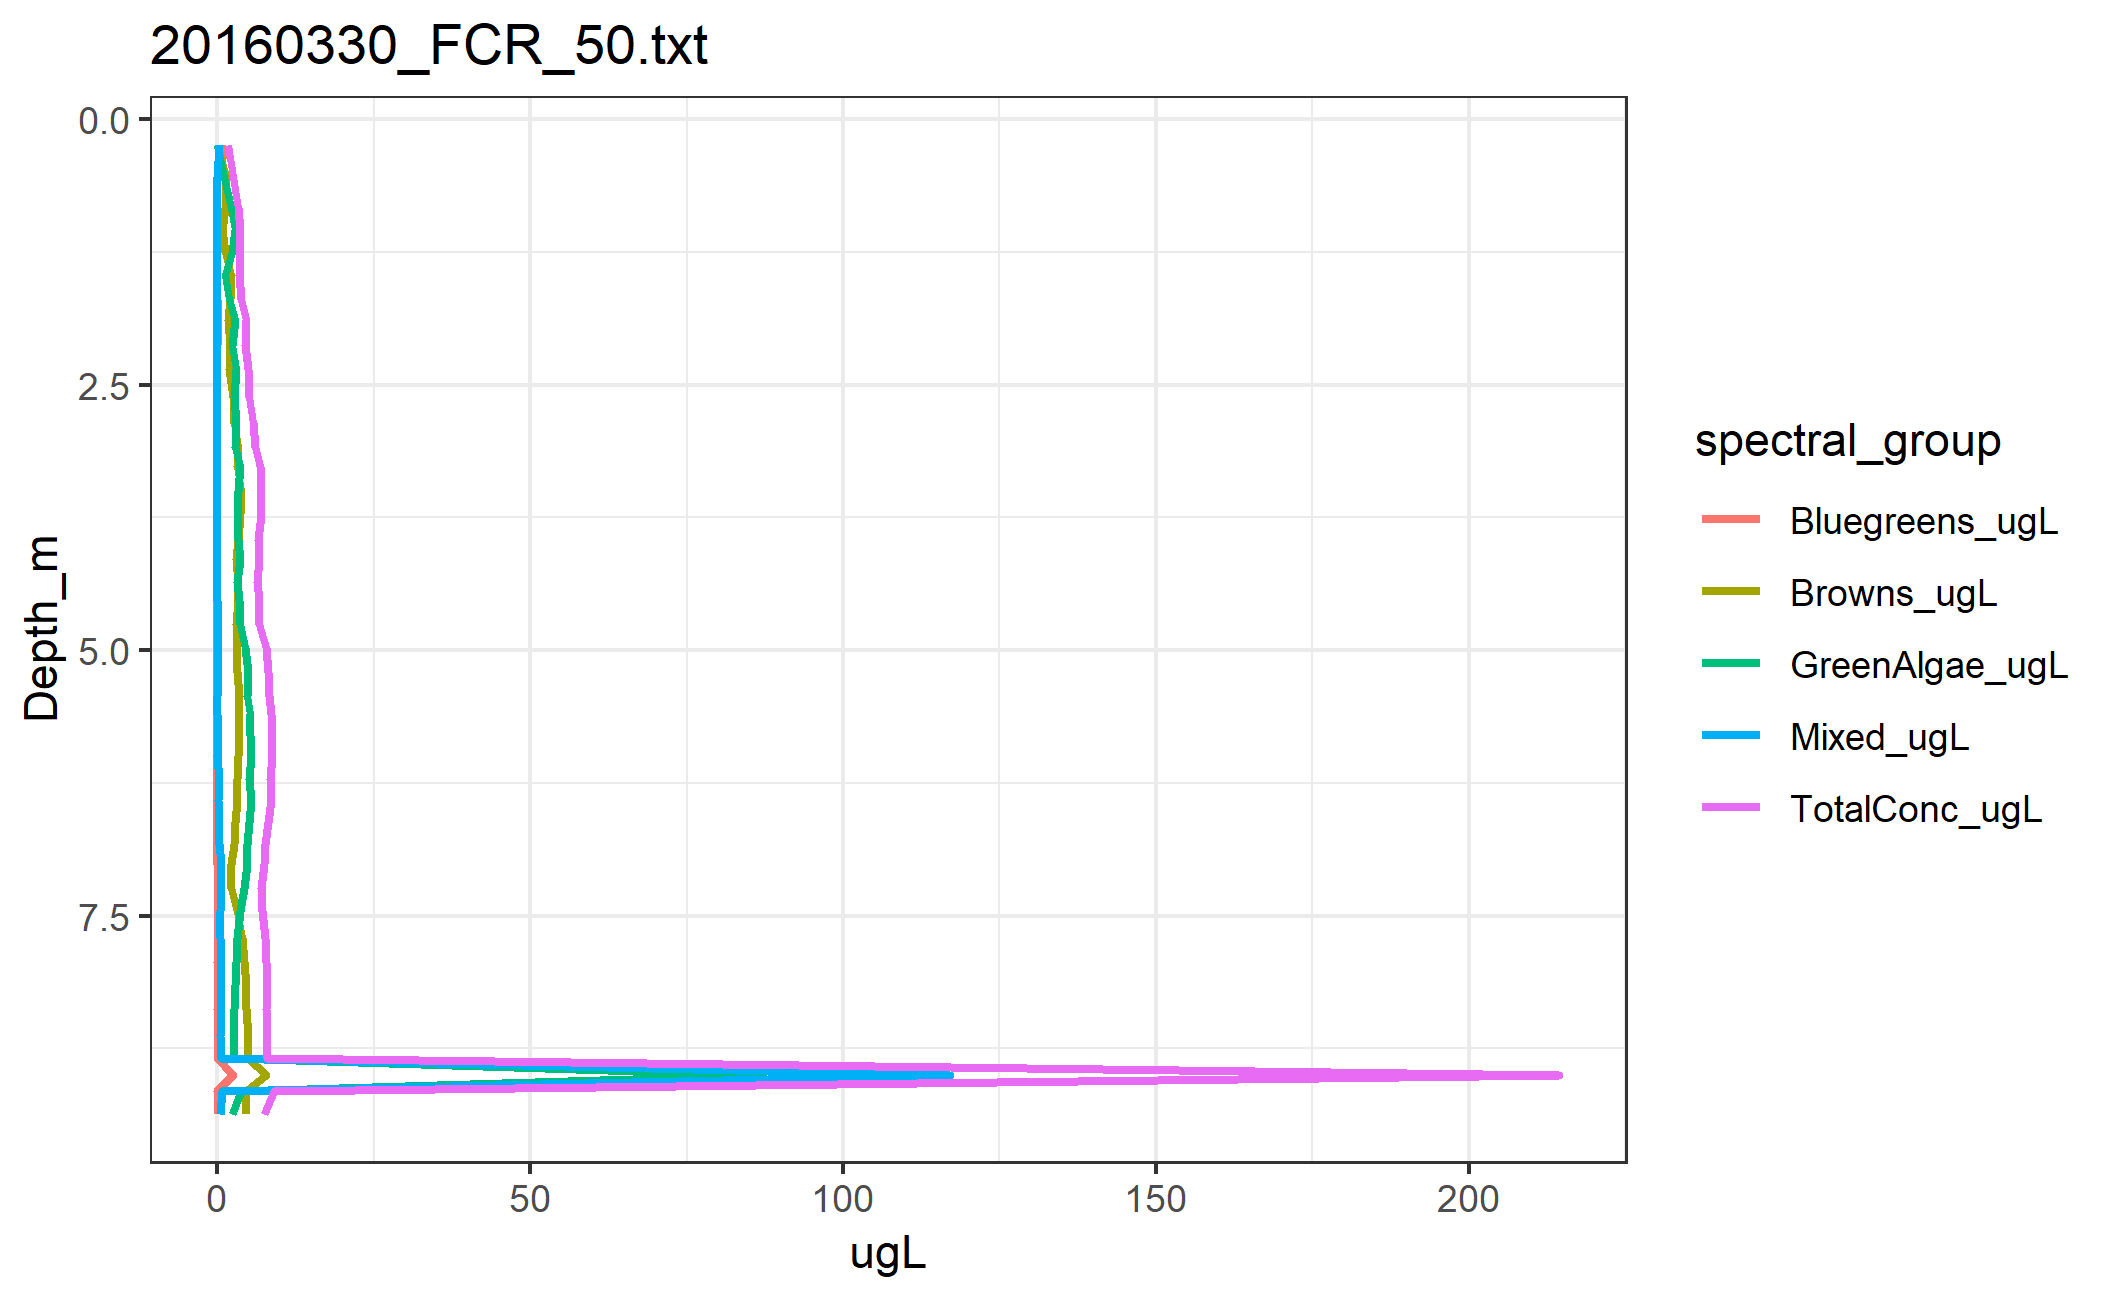 20160330_FCR_50.txt
0.0
2.5
5.0
7.5
Depth_m
0 50 100 150 200
ugL
spectral_group
Bluegreens_ugL
Browns_ugL
GreenAlgae_ugL
Mixed_ugL
TotalConc_ugL